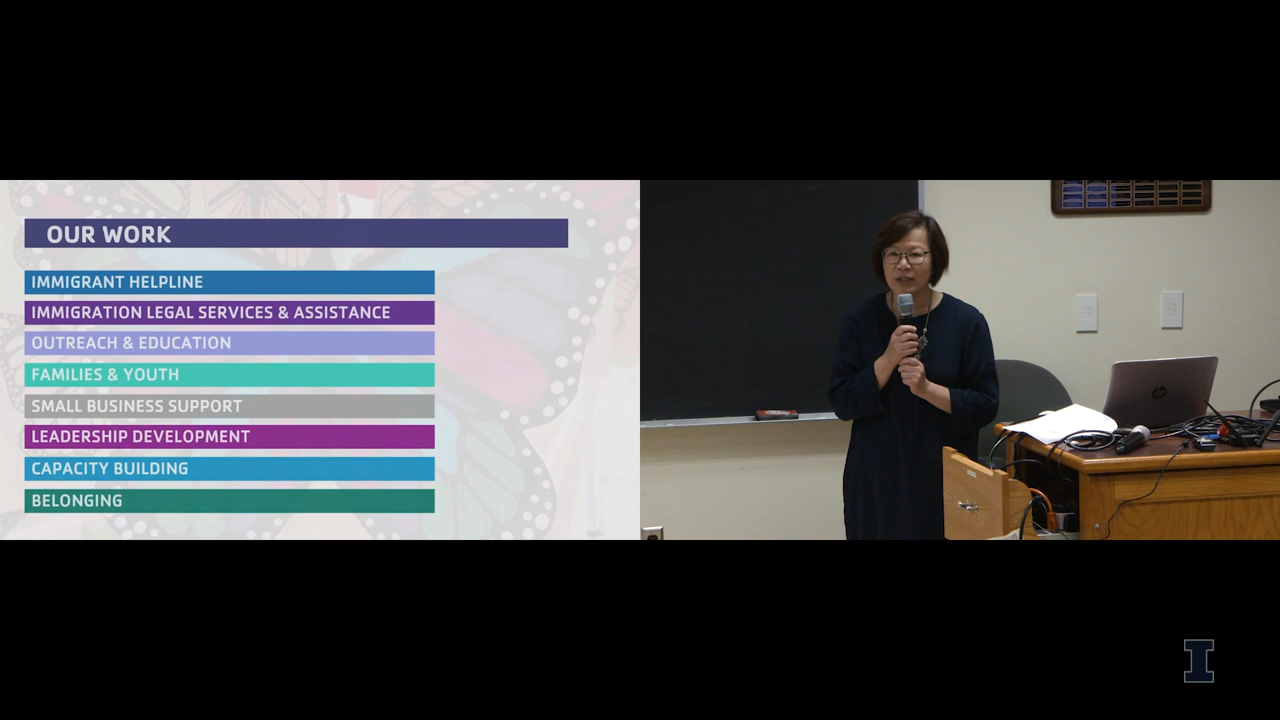 OUR WORK
IMMIGRANT HELPLINE
IMMIGRATION LEGAL SERVICES & ASSISTANCE
OUTREACH & EDUCATION
FAMILIES & YOUTH
SMALL BUSINESS SUPPORT
LEADERSHIP DEVELOPMENT
CAPACITY BUILDING
BELONGING
hp
I